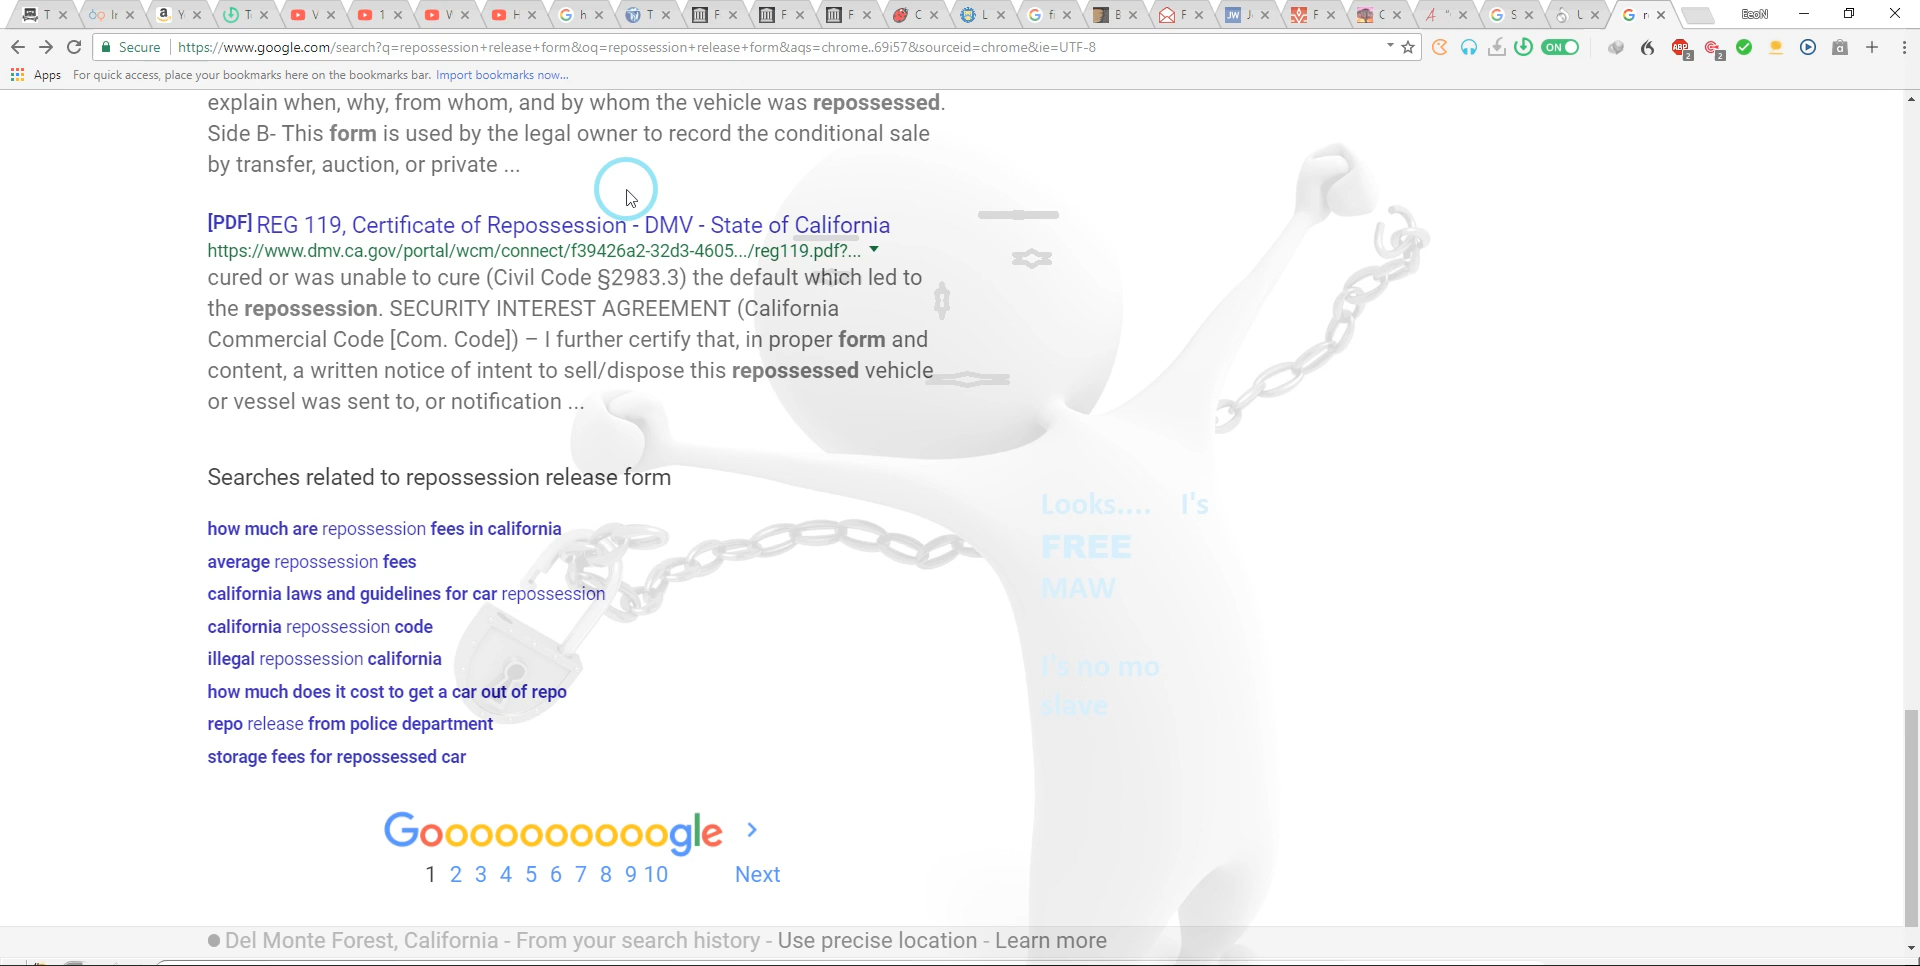 T In Yo T V 1 V H h T F F F C L fr E F J F C "( S U r EeoN
Secure https://www.google.com/search?q=repossession+release+form&oq=repossession+release+form&aqs=chrome..69i57&sourceid=chrome&ie=UTF-8 ON ABP 2 2
Apps For quick access, place your bookmarks here on the bookmarks bar. Import bookmarks now...
explain when, why, from whom, and by whom the vehicle was repossessed.
Side B- This form is used by the legal owner to record the conditional sale
by transfer, auction, or private ...
[PDF] REG 119, Certificate of Repossession - DMV - State of California
https://www.dmv.ca.gov/portal/wcm/connect/f39426a2-32d3-4605.../reg119.pdf?...
cured or was unable to cure (Civil Code §2983.3) the default which led to
the repossession. SECURITY INTEREST AGREEMENT (California
Commercial Code [Com. Code]) – I further certify that, in proper form and
content, a written notice of intent to sell/dispose this repossessed vehicle
or vessel was sent to, or notification ...
Searches related to repossession release form
how much are repossession fees in california
average repossession fees
california laws and guidelines for car repossession
california repossession code
illegal repossession california
how much does it cost to get a car out of repo
repo release from police department
storage fees for repossessed car
Looks.... I's
FREE
MAW
I's no mo
slave
Goooooooooogle >
1 2 3 4 5 6 7 8 9 10 Next
Del Monte Forest, California - From your search history - Use precise location - Learn more